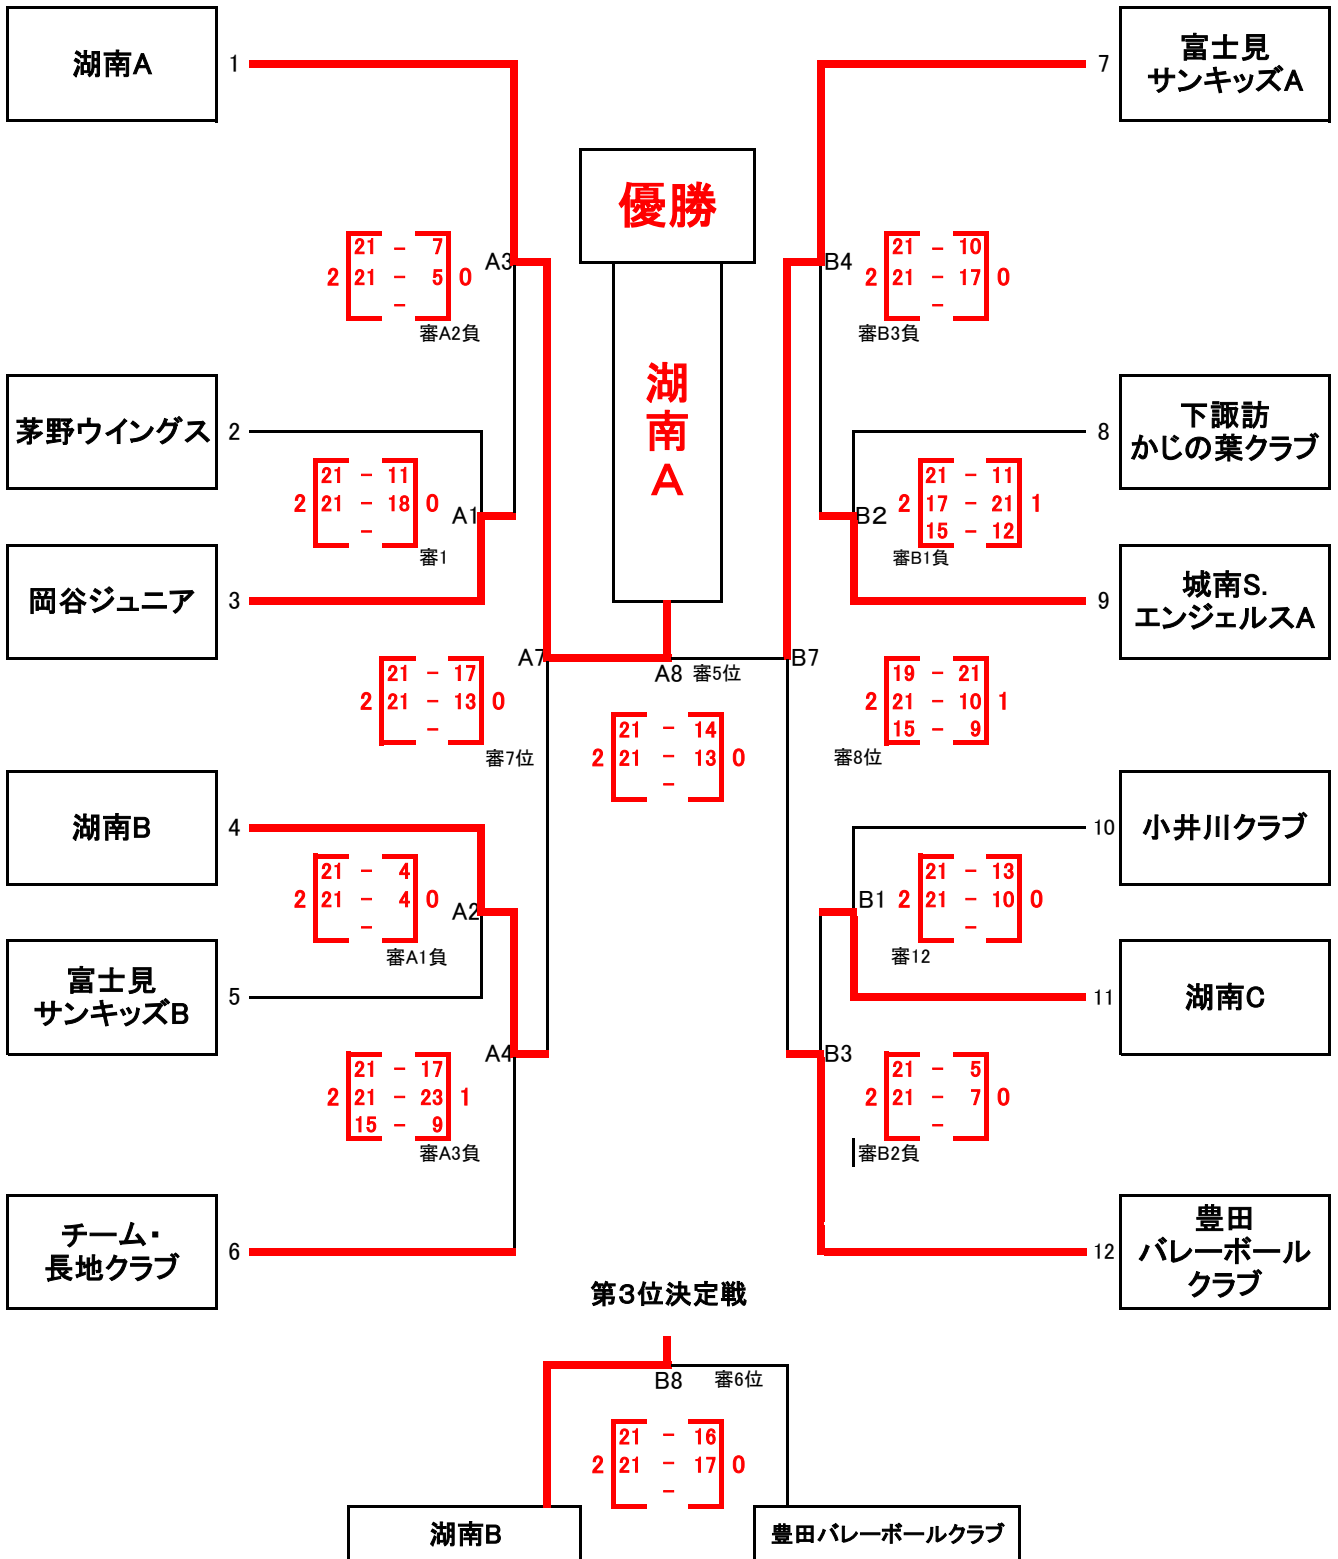 湖南A
1
7
富士見
サンキッズA
優勝
21 - 7
2 21 - 5 0
-
A3
審A2負
B4
21 - 10
2 21 - 17 0
-
審B3負
湖南A
茅野ウイングス
2
8
下諏訪
かじの葉クラブ
21 - 11
2 21 - 18 0
-
A1
審1
B2
21 - 11
2 17 - 21 1
15 - 12
審B1負
岡谷ジュニア
3
9
城南S.
エンジェルスA
A7
21 - 17
2 21 - 13 0
-
審7位
A8 審5位
21 - 14
2 21 - 13 0
-
B7
19 - 21
2 21 - 10 1
15 - 9
審8位
湖南B
4
10
小井川クラブ
21 - 4
2 21 - 4 0
-
A2
審A1負
B1
21 - 13
2 21 - 10 0
-
審12
富士見
サンキッズB
5
11
湖南C
A4
21 - 17
2 21 - 23 1
15 - 9
審A3負
B3
21 - 5
2 21 - 7 0
-
審B2負
チーム・
長地クラブ
6
12
豊田
バレーボール
クラブ
第3位決定戦
B8 審6位
21 - 16
2 21 - 17 0
-
湖南B
豊田バレーボールクラブ